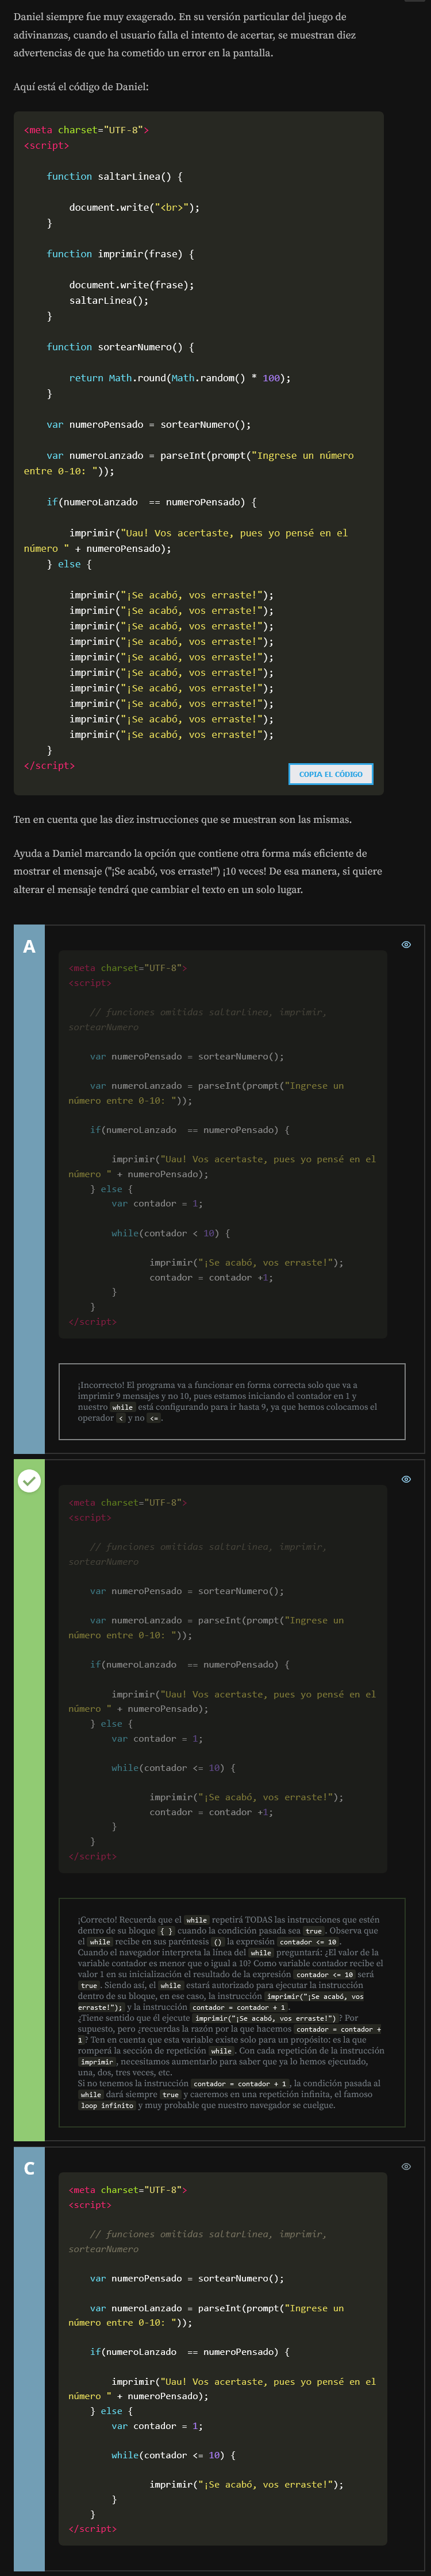 Daniel siempre fue muy exagerado. En su versión particular del juego de
adivinanzas, cuando el usuario falla el intento de acertar, se muestran diez
advertencias de que ha cometido un error en la pantalla.
Aquí está el código de Daniel:
<meta charset="UTF-8">
<script>
function saltarLinea() {
document.write("<br>");
}
function imprimir(frase) {
document.write(frase);
saltarLinea();
}
function sortearNumero() {
return Math.round(Math.random() * 100);
}
var numeroPensado = sortearNumero();
var numeroLanzado = parseInt(prompt("Ingrese un número
entre 0-10: "));
if(numeroLanzado  == numeroPensado) {
imprimir("Uau! Vos acertaste, pues yo pensé en el
número " + numeroPensado);
} else {
imprimir("¡Se acabó, vos erraste!");
imprimir("¡Se acabó, vos erraste!");
imprimir("¡Se acabó, vos erraste!");
imprimir("¡Se acabó, vos erraste!");
imprimir("¡Se acabó, vos erraste!");
imprimir("¡Se acabó, vos erraste!");
imprimir("¡Se acabó, vos erraste!");
imprimir("¡Se acabó, vos erraste!");
imprimir("¡Se acabó, vos erraste!");
imprimir("¡Se acabó, vos erraste!");
}
</script>
COPIA EL CÓDIGO
Ten en cuenta que las diez instrucciones que se muestran son las mismas.
Ayuda a Daniel marcando la opción que contiene otra forma más eficiente de
mostrar el mensaje ("¡Se acabó, vos erraste!") ¡10 veces! De esa manera, si quiere
alterar el mensaje tendrá que cambiar el texto en un solo lugar.
A
<meta charset="UTF-8">
<script>
// funciones omitidas saltarLinea, imprimir,
sortearNumero
var numeroPensado = sortearNumero();
var numeroLanzado = parseInt(prompt("Ingrese un
número entre 0-10: "));
if(numeroLanzado  == numeroPensado) {
imprimir("Uau! Vos acertaste, pues yo pensé en el
número " + numeroPensado);
} else {
var contador = 1;
while(contador < 10) {
imprimir("¡Se acabó, vos erraste!");
contador = contador +1;
}
}
</script>
¡Incorrecto! El programa va a funcionar en forma correcta solo que va a
imprimir 9 mensajes y no 10, pues estamos iniciando el contador en 1 y
nuestro while está configurando para ir hasta 9, ya que hemos colocamos el
operador < y no <=.
<meta charset="UTF-8">
<script>
// funciones omitidas saltarLinea, imprimir,
sortearNumero
var numeroPensado = sortearNumero();
var numeroLanzado = parseInt(prompt("Ingrese un
número entre 0-10: "));
if(numeroLanzado  == numeroPensado) {
imprimir("Uau! Vos acertaste, pues yo pensé en el
número " + numeroPensado);
} else {
var contador = 1;
while(contador <= 10) {
imprimir("¡Se acabó, vos erraste!");
contador = contador +1;
}
}
</script>
¡Correcto! Recuerda que el while repetirá TODAS las instrucciones que estén
dentro de su bloque { } cuando la condición pasada sea true. Observa que
el while recibe en sus paréntesis () la expresión contador <= 10.
Cuando el navegador interpreta la línea del while preguntará: ¿El valor de la
variable contador es menor que o igual a 10? Como variable contador recibe el
valor 1 en su inicialización el resultado de la expresión contador <= 10 será
true. Siendo así, el while estará autorizado para ejecutar la instrucción
dentro de su bloque, en ese caso, la instrucción imprimir("¡Se acabó, vos
erraste!"); y la instrucción contador = contador + 1.
¿Tiene sentido que él ejecute imprimir("¡Se acabó, vos erraste!")? Por
supuesto, pero ¿recuerdas la razón por la que hacemos contador = contador +
1? Ten en cuenta que esta variable existe solo para un propósito: es la que
romperá la sección de repetición while. Con cada repetición de la instrucción
imprimir, necesitamos aumentarlo para saber que ya lo hemos ejecutado,
una, dos, tres veces, etc.
Si no tenemos la instrucción contador = contador + 1, la condición pasada al
while dará siempre true y caeremos en una repetición infinita, el famoso
loop infinito y muy probable que nuestro navegador se cuelgue.
C
<meta charset="UTF-8">
<script>
// funciones omitidas saltarLinea, imprimir,
sortearNumero
var numeroPensado = sortearNumero();
var numeroLanzado = parseInt(prompt("Ingrese un
número entre 0-10: "));
if(numeroLanzado  == numeroPensado) {
imprimir("Uau! Vos acertaste, pues yo pensé en el
número " + numeroPensado);
} else {
var contador = 1;
while(contador <= 10) {
imprimir("¡Se acabó, vos erraste!");
}
}
</script>